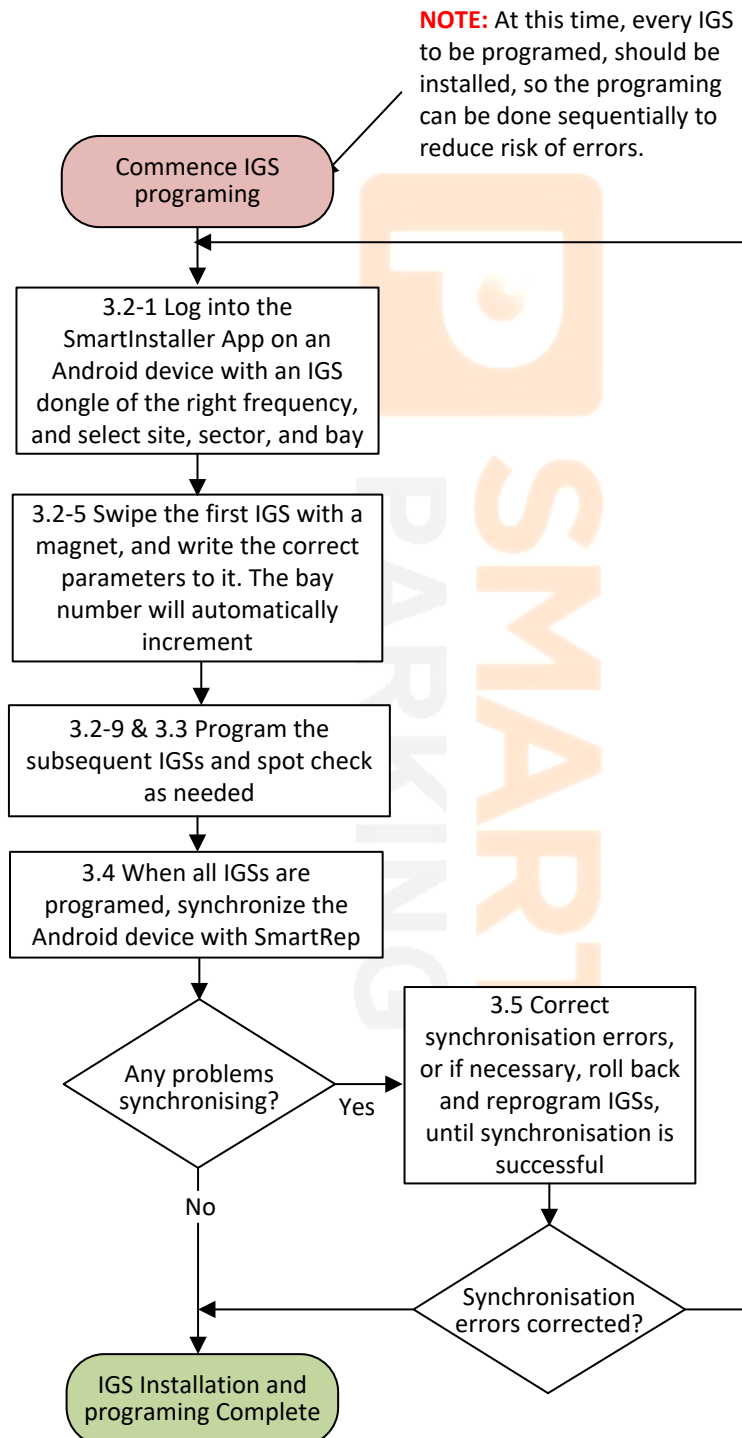 NOTE: At this time, every IGS
to be programed, should be
installed, so the programing
can be done sequentially to
reduce risk of errors.
Commence IGS
programing
3.2-1 Log into the
SmartInstaller App on an
Android device with an IGS
dongle of the right frequency,
and select site, sector, and bay
3.2-5 Swipe the first IGS with a
magnet, and write the correct
parameters to it. The bay
number will automatically
increment
3.2-9 & 3.3 Program the
subsequent IGSs and spot check
as needed
3.4 When all IGSs are
programed, synchronize the
Android device with SmartRep
Any problems
synchronising?
Yes
No
3.5 Correct
synchronisation errors,
or if necessary, roll back
and reprogram IGSs,
until synchronisation is
successful
Synchronisation
errors corrected?
IGS Installation and
programing Complete
SMART
PARKING